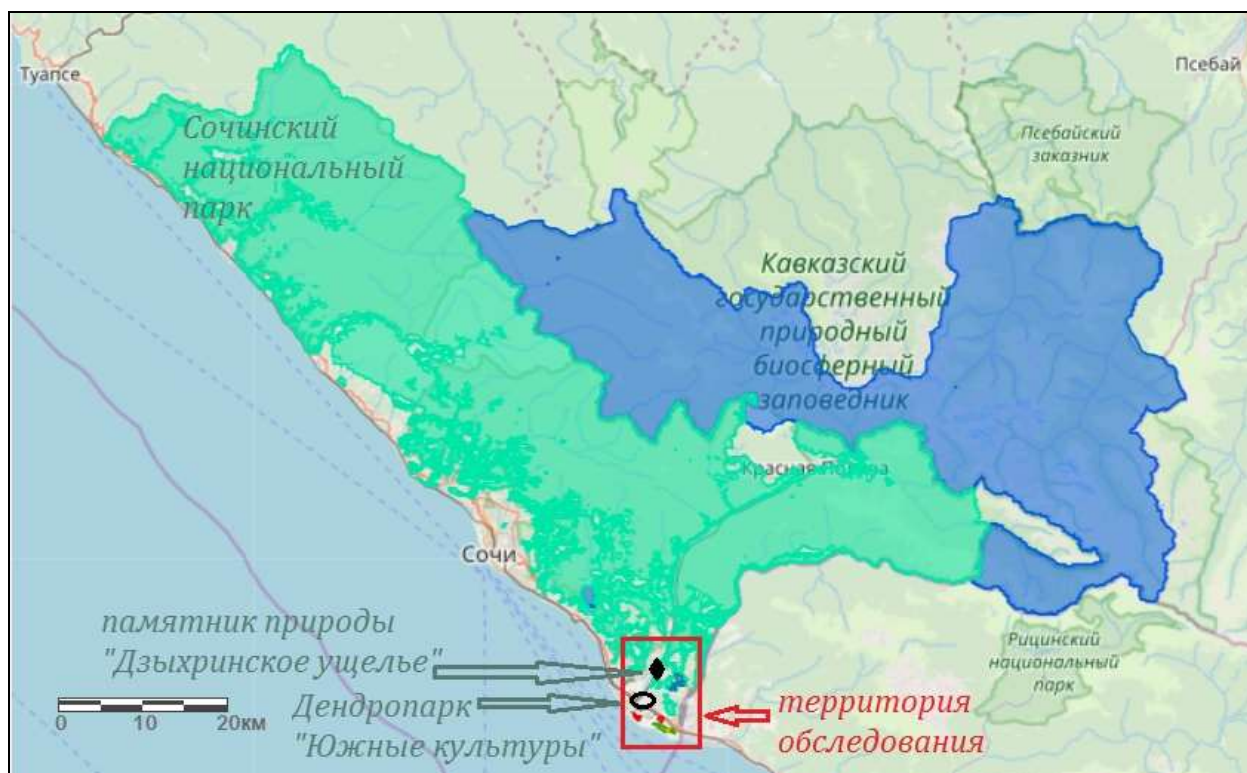 Туапсе
Псебай
Сочинский
национальный
парк
Псебайский
заказник
Кавказский
государственный
природный
биосферный
заповедник
Красная Поляна
Сочи
памятник природы
"Дзыхринское ущелье"
Рицинский
национальный
парк
Дендропарк
"Южные культуры"
территория
обследования
0 10 20км